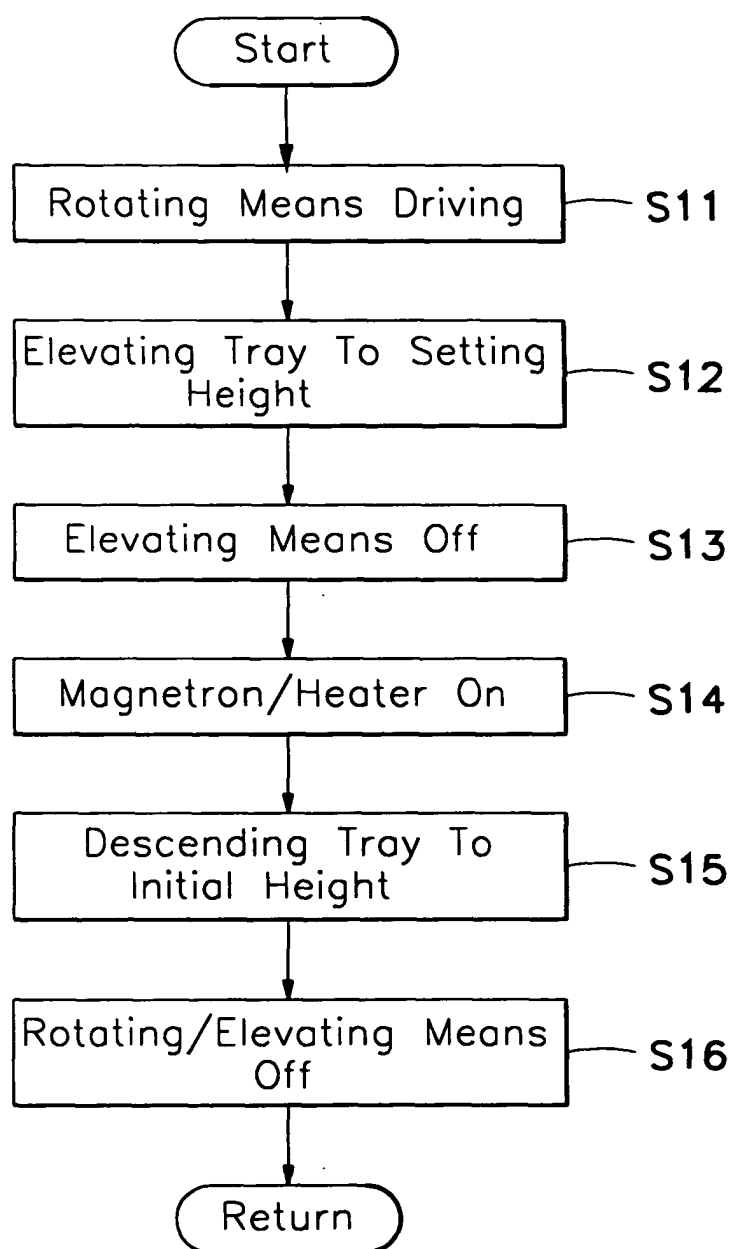 Start
Rotating Means Driving
S11
Elevating Tray To Setting
Height
S12
Elevating Means Off
S13
Magnetron/Heater On
S14
Descending Tray To
Initial Height
S15
Rotating/Elevating Means
Off
S16
Return